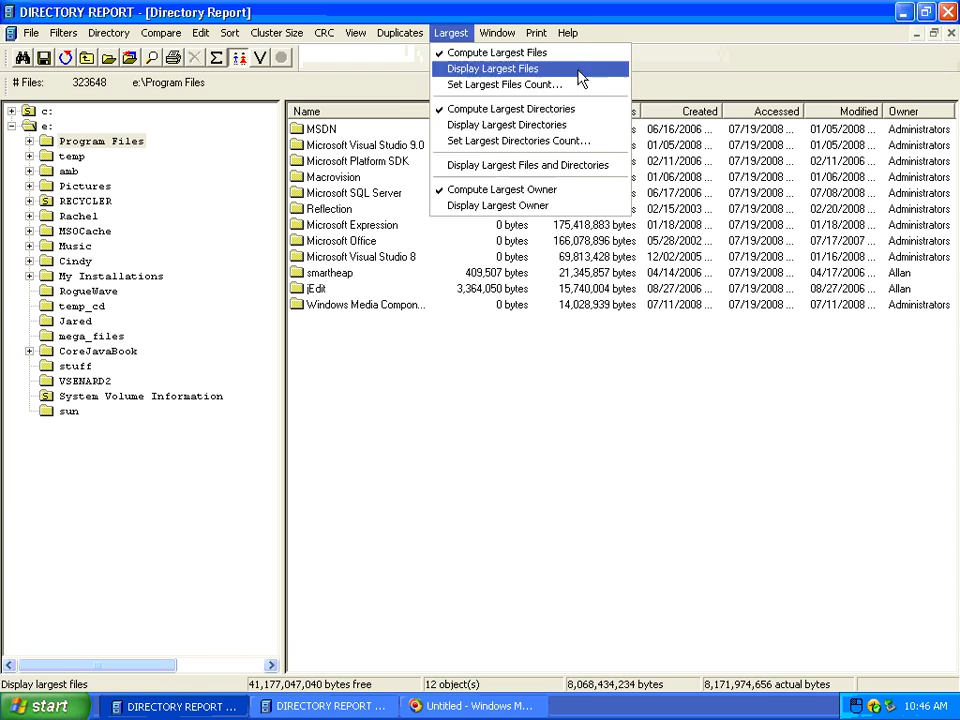 DIRECTORY REPORT - [Directory Report]
File Filters Directory Compare Edit Sort Cluster Size CRC View Duplicates Largest Window Print Help
# Files: 323648 e:\Program Files
Compute Largest Files
Display Largest Files
Set Largest Files Count...
Compute Largest Directories
Display Largest Directories
Set Largest Directories Count...
Display Largest Files and Directories
Compute Largest Owner
Display Largest Owner
c:
e:
Program Files
temp
amb
Pictures
RECYCLER
Rachel
MSOCache
Music
Cindy
My Installations
RogueWave
temp_cd
Jared
mega_files
CoreJavaBook
stuff
VSENARD2
System Volume Information
sun
Name Created Accessed Modified Owner
MSDN 06/16/2006 ... 07/19/2008 ... 01/05/2008 ... Administrators
Microsoft Visual Studio 9.0 01/05/2008 ... 07/19/2008 ... 01/05/2008 ... Administrators
Microsoft Platform SDK 02/11/2006 ... 07/19/2008 ... 02/11/2006 ... Administrators
Macrovision 01/06/2008 ... 07/19/2008 ... 01/06/2008 ... Administrators
Microsoft SQL Server 06/17/2006 ... 07/19/2008 ... 07/08/2008 ... Administrators
Reflection 02/15/2003 ... 07/19/2008 ... 02/20/2008 ... Administrators
Microsoft Expression 0 bytes 175,418,883 bytes 01/18/2008 ... 07/19/2008 ... 01/18/2008 ... Administrators
Microsoft Office 0 bytes 166,078,896 bytes 05/28/2002 ... 07/19/2008 ... 07/17/2007 ... Administrators
Microsoft Visual Studio 8 0 bytes 69,813,428 bytes 12/02/2005 ... 07/19/2008 ... 01/16/2008 ... Administrators
smartheap 409,507 bytes 21,345,857 bytes 04/14/2006 ... 07/19/2008 ... 04/17/2006 ... Allan
jEdit 3,364,050 bytes 15,740,004 bytes 08/27/2006 ... 07/19/2008 ... 08/27/2006 ... Allan
Windows Media Compon... 0 bytes 14,028,939 bytes 07/11/2008 ... 07/19/2008 ... 07/11/2008 ... Administrators
Display largest files 41,177,047,040 bytes free 12 object(s) 8,068,434,234 bytes 8,171,974,656 actual bytes
start DIRECTORY REPORT ... DIRECTORY REPORT ... Untitled - Windows M... 10:46 AM